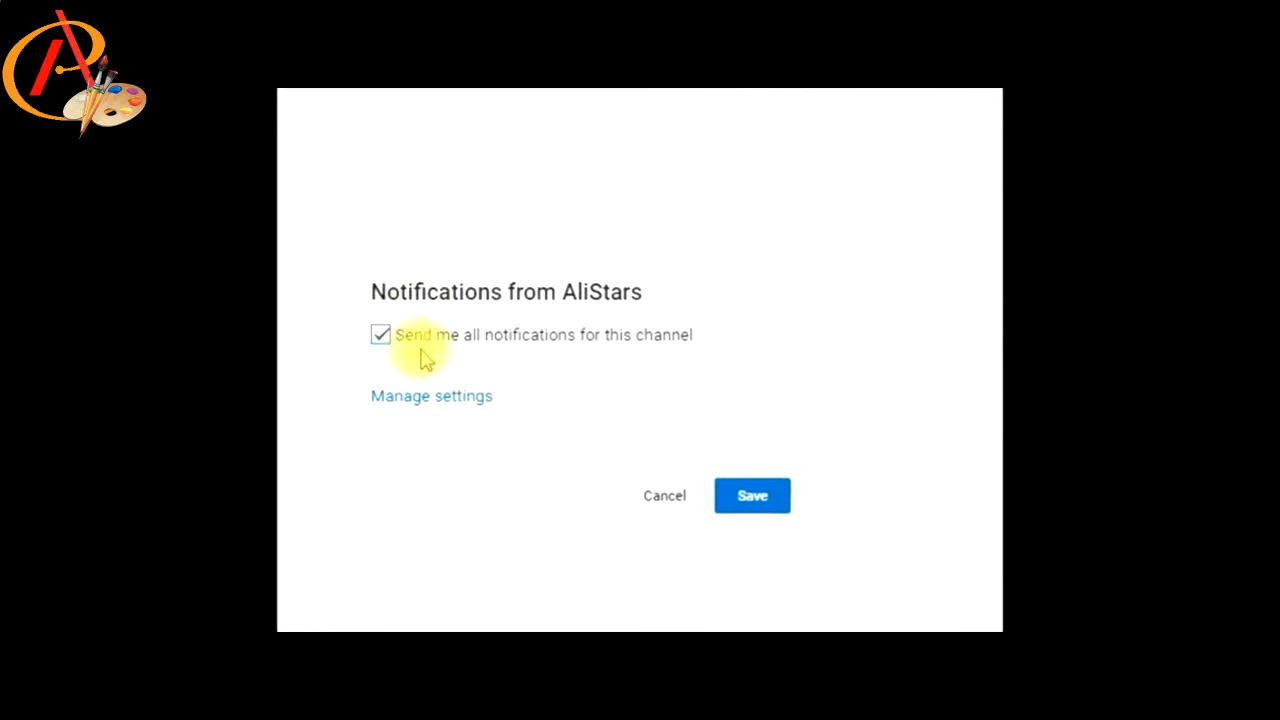 Notifications from AliStars
Send me all notifications for this channel
Manage settings
Cancel
Save